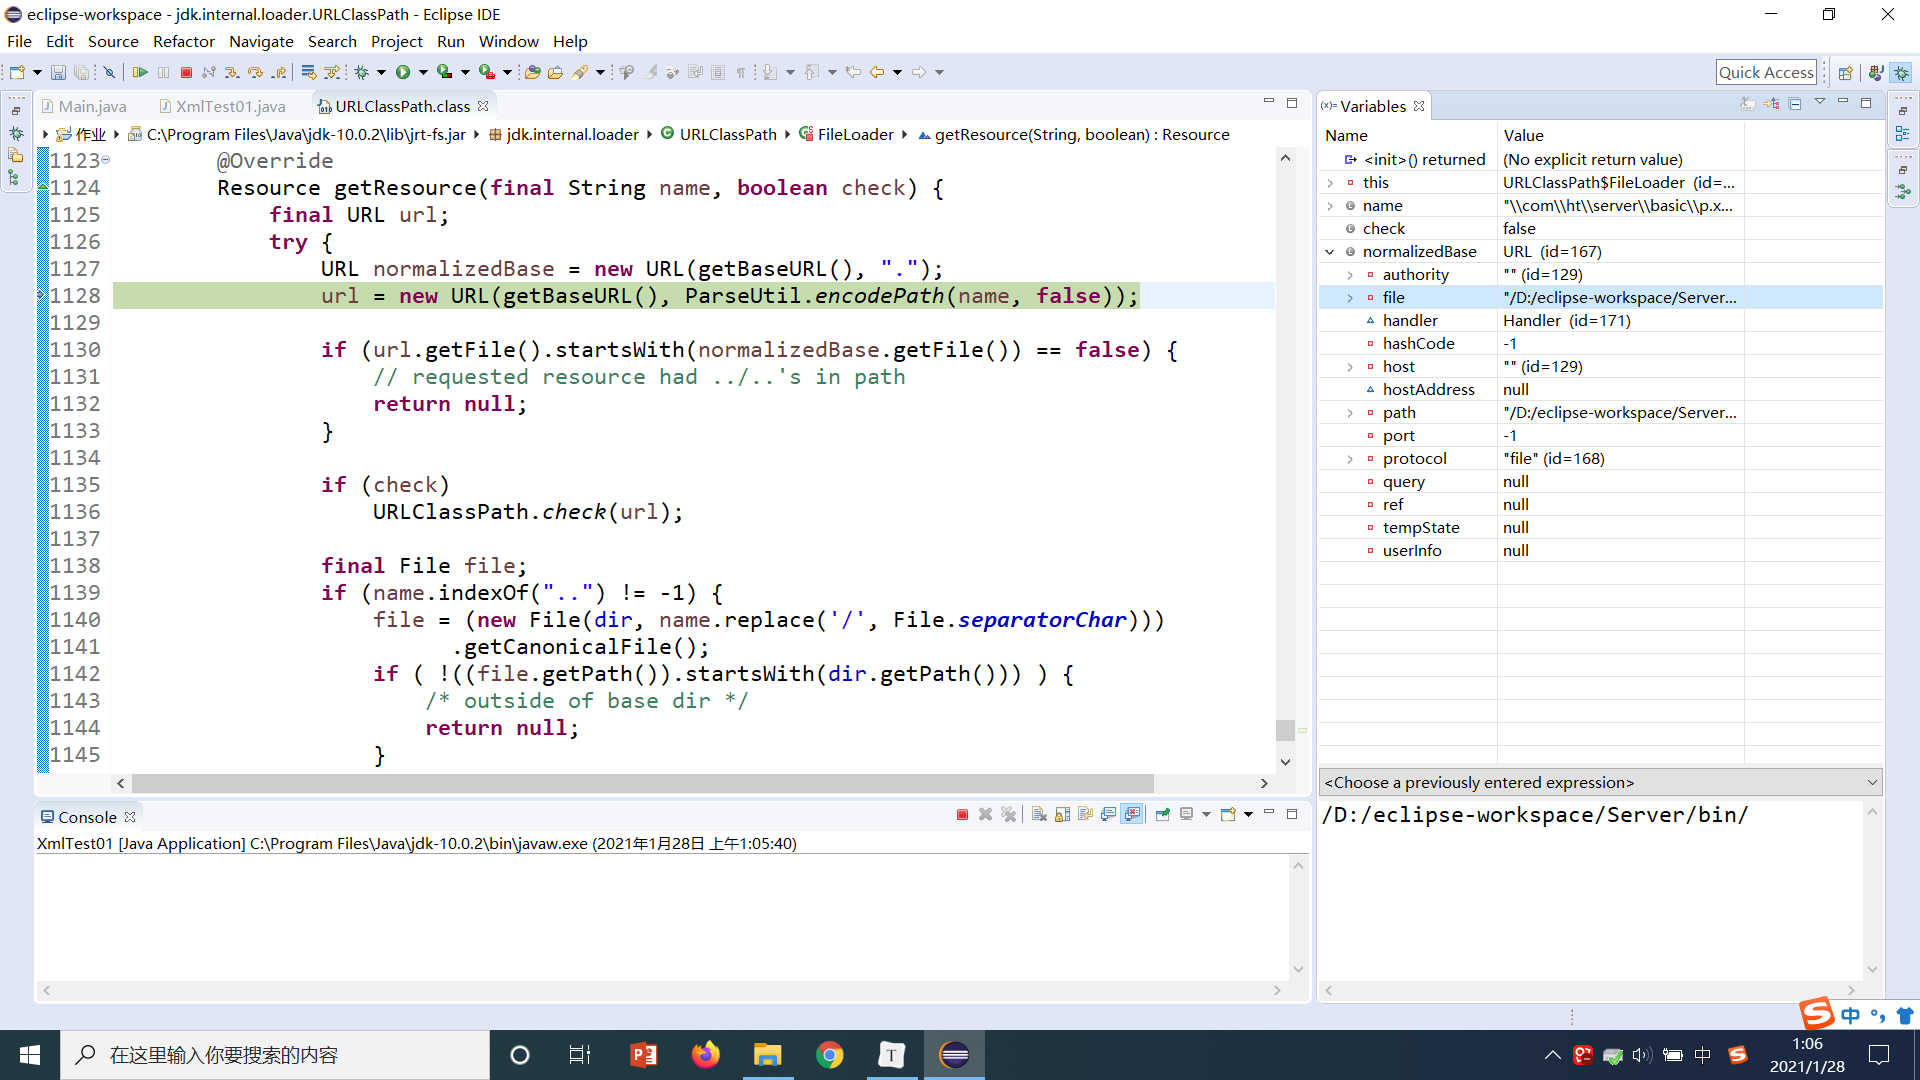 eclipse-workspace - jdk.internal.loader.URLClassPath - Eclipse IDE
File Edit Source Refactor Navigate Search Project Run Window Help
Quick Access
Main.java XmlTest01.java URLClassPath.class
作业 C:\Program Files\Java\jdk-10.0.2\lib\jrt-fs.jar jdk.internal.loader URLClassPath FileLoader getResource(String, boolean) : Resource
1123 @Override
1124 Resource getResource(final String name, boolean check) {
1125 final URL url;
1126 try {
1127 URL normalizedBase = new URL(getBaseURL(), ".");
1128 url = new URL(getBaseURL(), ParseUtil.encodePath(name, false));
1129
1130 if (url.getFile().startsWith(normalizedBase.getFile()) == false) {
1131 // requested resource had ../..'s in path
1132 return null;
1133 }
1134
1135 if (check)
1136 URLClassPath.check(url);
1137
1138 final File file;
1139 if (name.indexOf("..") != -1) {
1140 file = (new File(dir, name.replace('/', File.separatorChar)))
1141 .getCanonicalFile();
1142 if ( !((file.getPath()).startsWith(dir.getPath())) ) {
1143 /* outside of base dir */
1144 return null;
1145 }
Variables
Name Value
<init>() returned (No explicit return value)
this URLClassPath$FileLoader (id=...
name "\\com\\ht\\server\\basic\\p.x...
check false
normalizedBase URL (id=167)
authority "" (id=129)
file "/D:/eclipse-workspace/Server...
handler Handler (id=171)
hashCode -1
host "" (id=129)
hostAddress null
path "/D:/eclipse-workspace/Server...
port -1
protocol "file" (id=168)
query null
ref null
tempState null
userInfo null
<Choose a previously entered expression>
/D:/eclipse-workspace/Server/bin/
Console
XmlTest01 [Java Application] C:\Program Files\Java\jdk-10.0.2\bin\javaw.exe (2021年1月28日 上午1:05:40)
中
在这里输入你要搜索的内容
中
1:06
2021/1/28